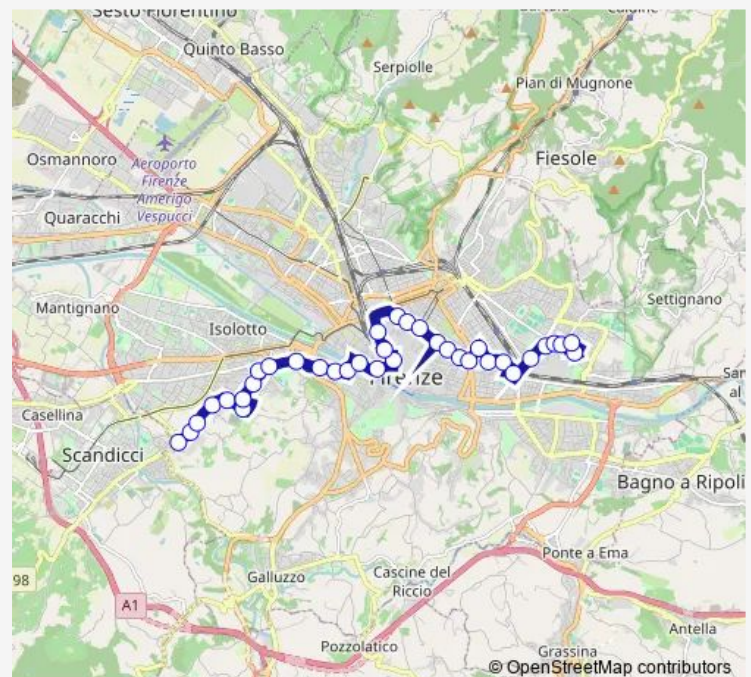 Sesto Fiorentino
Quinto Basso
Serpiolle
Pian di Mugnone
Osmannoro
Aeroporto
Firenze
Amerigo
Vespucci
Fiesole
Quaracchi
Mantignano
Isolotto
Settignano
Firenze
Casellina
Scandicci
Bagno a Ripoli
98
Galluzzo
Cascine del
Riccio
Ponte a Ema
A1
Pozzolatico
Antella
Grassina
© OpenStreetMap contributors